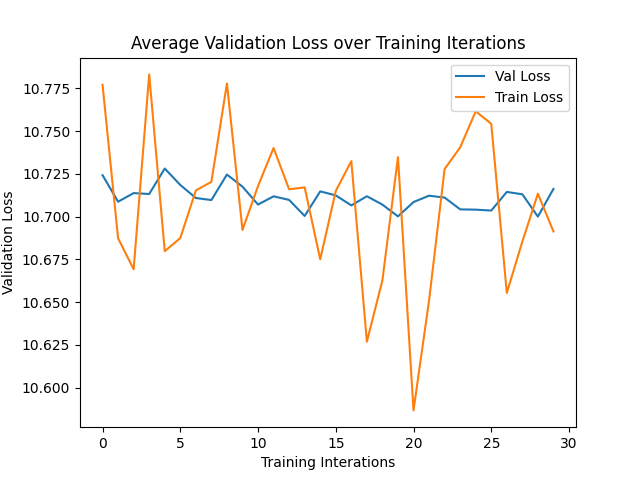 Average Validation Loss over Training Iterations
Val Loss
Train Loss
10.775
10.750
10.725
10.700
10.675
10.650
10.625
10.600
Validation Loss
0 5 10 15 20 25 30
Training Interations